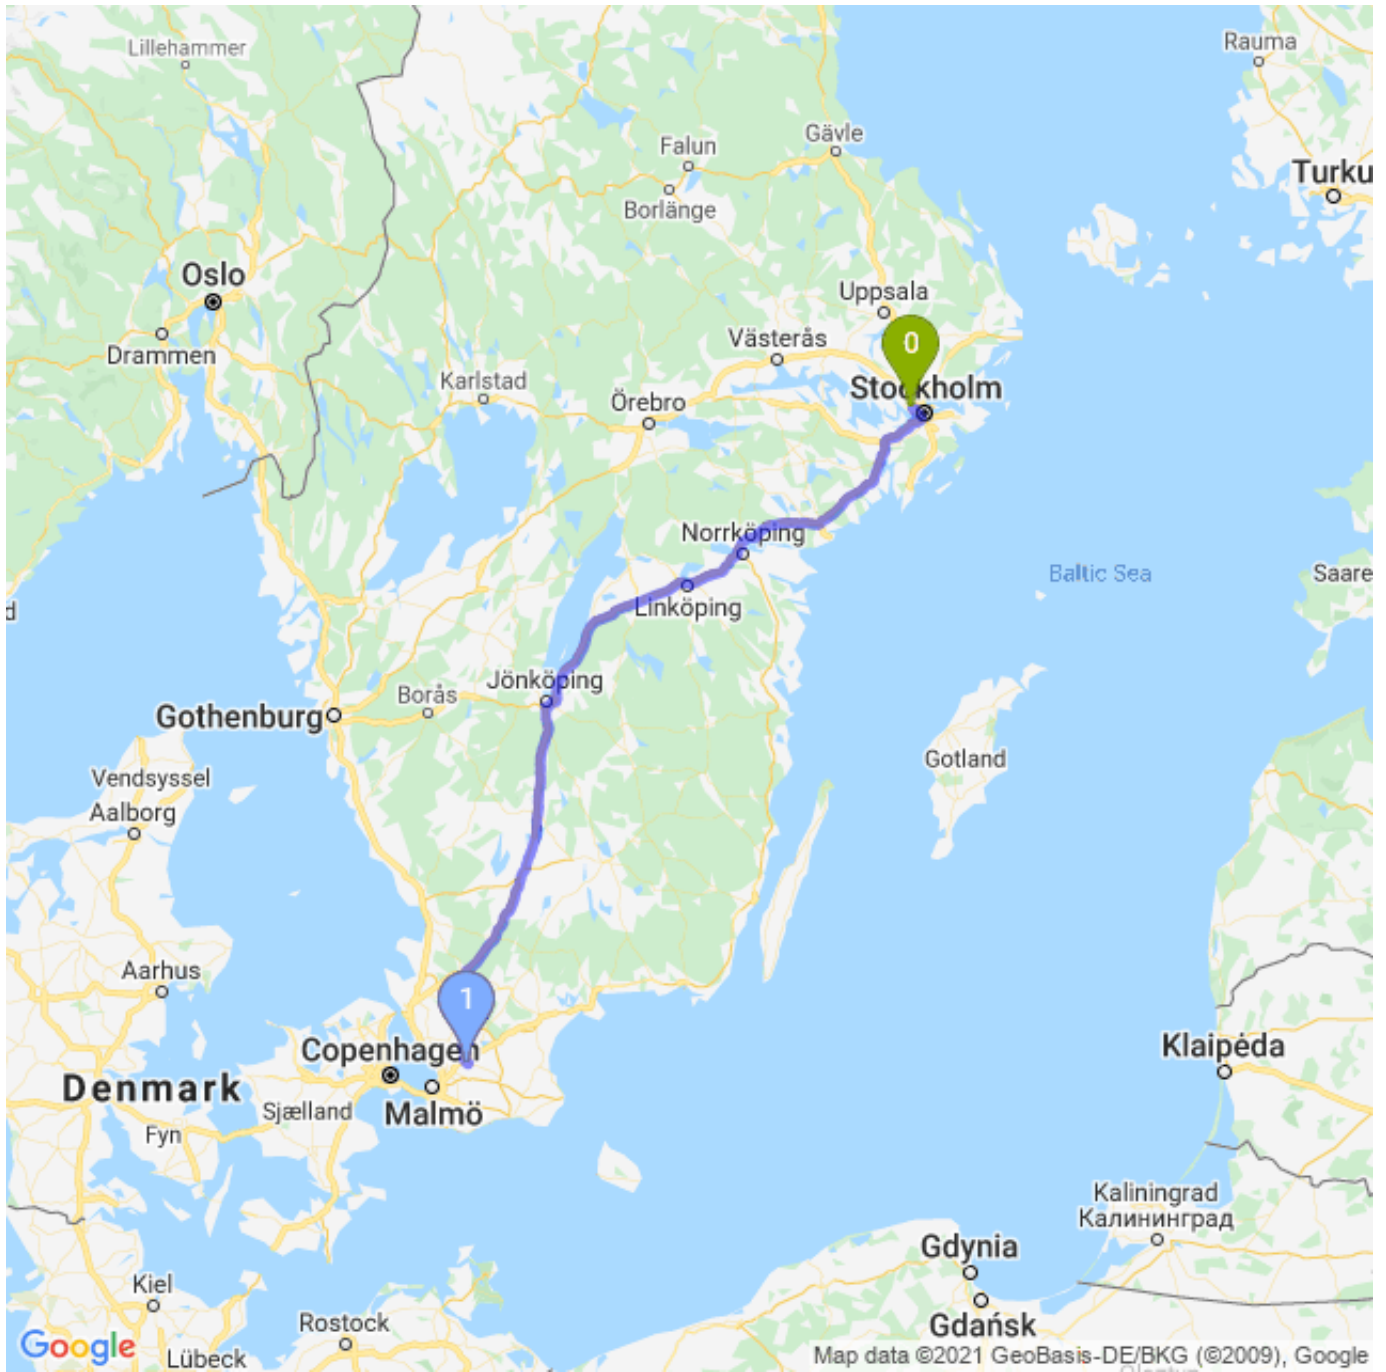 Lillehammer
Rauma
Gävle
Falun
Turku
Borlänge
Oslo
Uppsala
Drammen
Västerås
0
Karlstad
Stockholm
Örebro
Norrköping
Baltic Sea
Saare
d
Linköping
Jönköping
Borås
Gothenburg
Gotland
Vendsyssel
Aalborg
Aarhus
1
Copenhagen
Klaipėda
Denmark
Sjælland
Malmö
Fyn
Kaliningrad
Калининград
Gdynia
Kiel
Rostock
Gdańsk
Google
Lübeck
Map data ©2021 GeoBasis-DE/BKG (©2009), Google